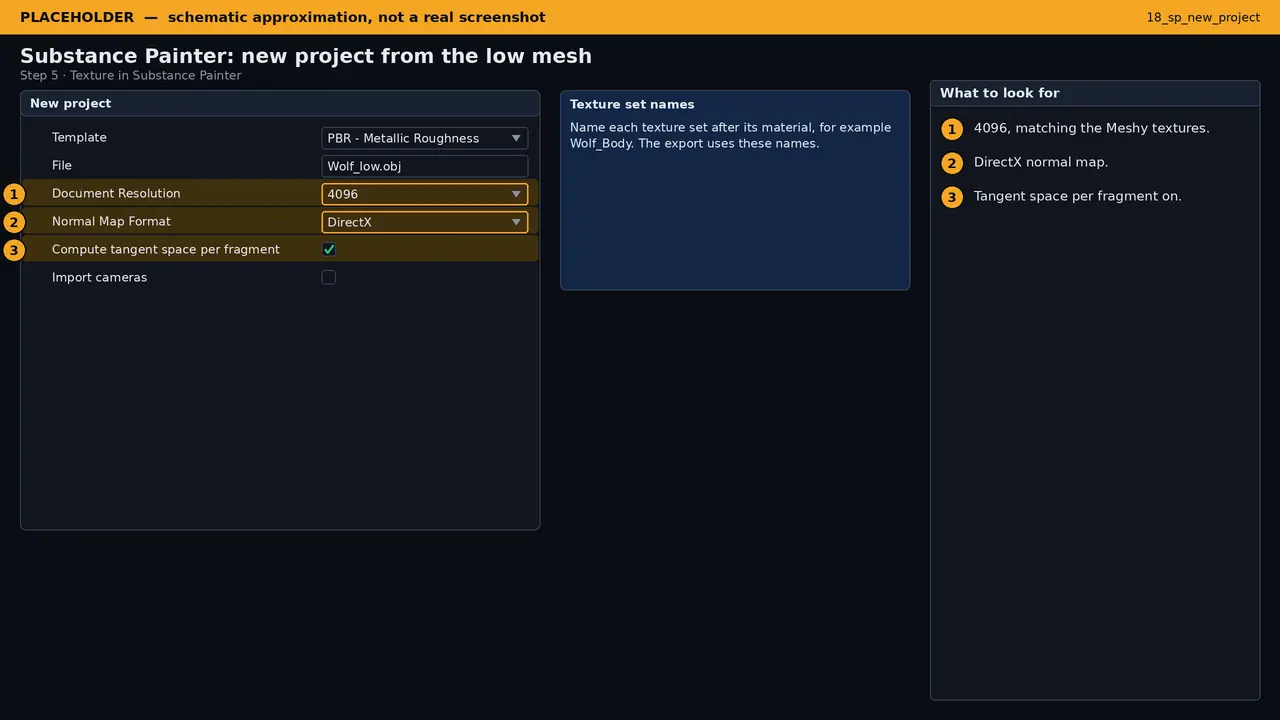 PLACEHOLDER — schematic approximation, not a real screenshot
18_sp_new_project
Substance Painter: new project from the low mesh
Step 5 · Texture in Substance Painter
New project
Template
PBR - Metallic Roughness
File
Wolf_low.obj
1
Document Resolution
4096
2
Normal Map Format
DirectX
3
Compute tangent space per fragment
Import cameras
Texture set names
Name each texture set after its material, for example
Wolf_Body. The export uses these names.
What to look for
1 4096, matching the Meshy textures.
2 DirectX normal map.
3 Tangent space per fragment on.